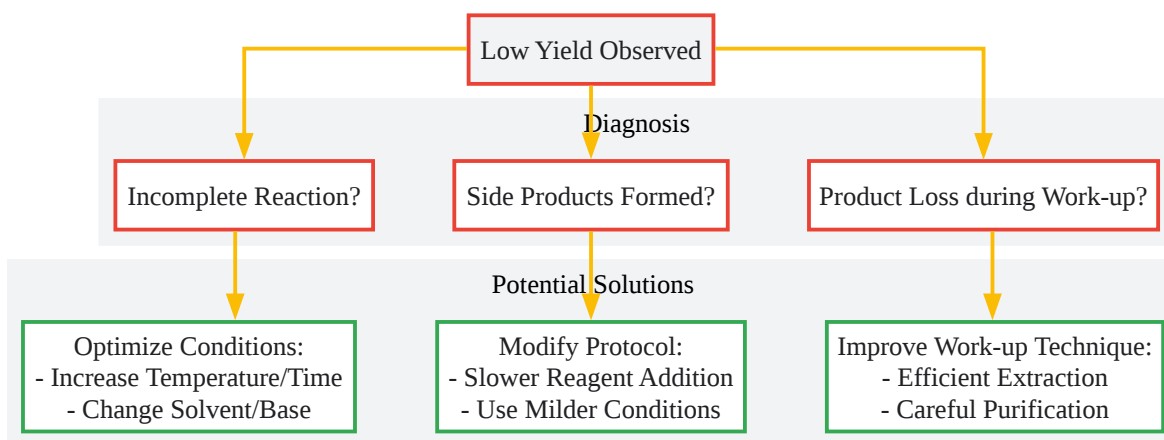 Low Yield Observed
Diagnosis
Incomplete Reaction?
Side Products Formed?
Product Loss during Work-up?
Potential Solutions
Optimize Conditions:
- Increase Temperature/Time
- Change Solvent/Base
Modify Protocol:
- Slower Reagent Addition
- Use Milder Conditions
Improve Work-up Technique:
- Efficient Extraction
- Careful Purification